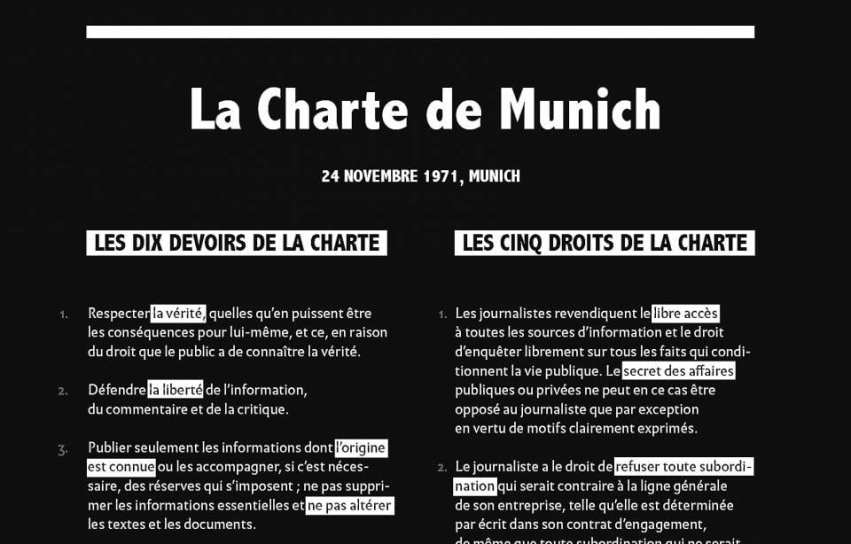 La Charte de Munich
24 NOVEMBRE 1971, MUNICH
LES DIX DEVOIRS DE LA CHARTE
1. Respecter la vérité, quelles qu'en puissent être
les conséquences pour lui-même, et ce, en raison
du droit que le public a de connaître la vérité.
2. Défendre la liberté de l'information,
du commentaire et de la critique.
3. Publier seulement les informations dont l'origine
est connue ou les accompagner, si c'est néces-
saire, des réserves qui s'imposent ; ne pas suppri-
mer les informations essentielles et ne pas altérer
les textes et les documents.
LES CINQ DROITS DE LA CHARTE
1. Les journalistes revendiquent le libre accès
à toutes les sources d'information et le droit
d'enquêter librement sur tous les faits qui condi-
tionnent la vie publique. Le secret des affaires
publiques ou privées ne peut en ce cas être
opposé au journaliste que par exception
en vertu de motifs clairement exprimés.
2. Le journaliste a le droit de refuser toute subordi-
nation qui serait contraire à la ligne générale
de son entreprise, telle qu'elle est déterminée
par écrit dans son contrat d'engagement,
de même que toute subordination qui ne serait